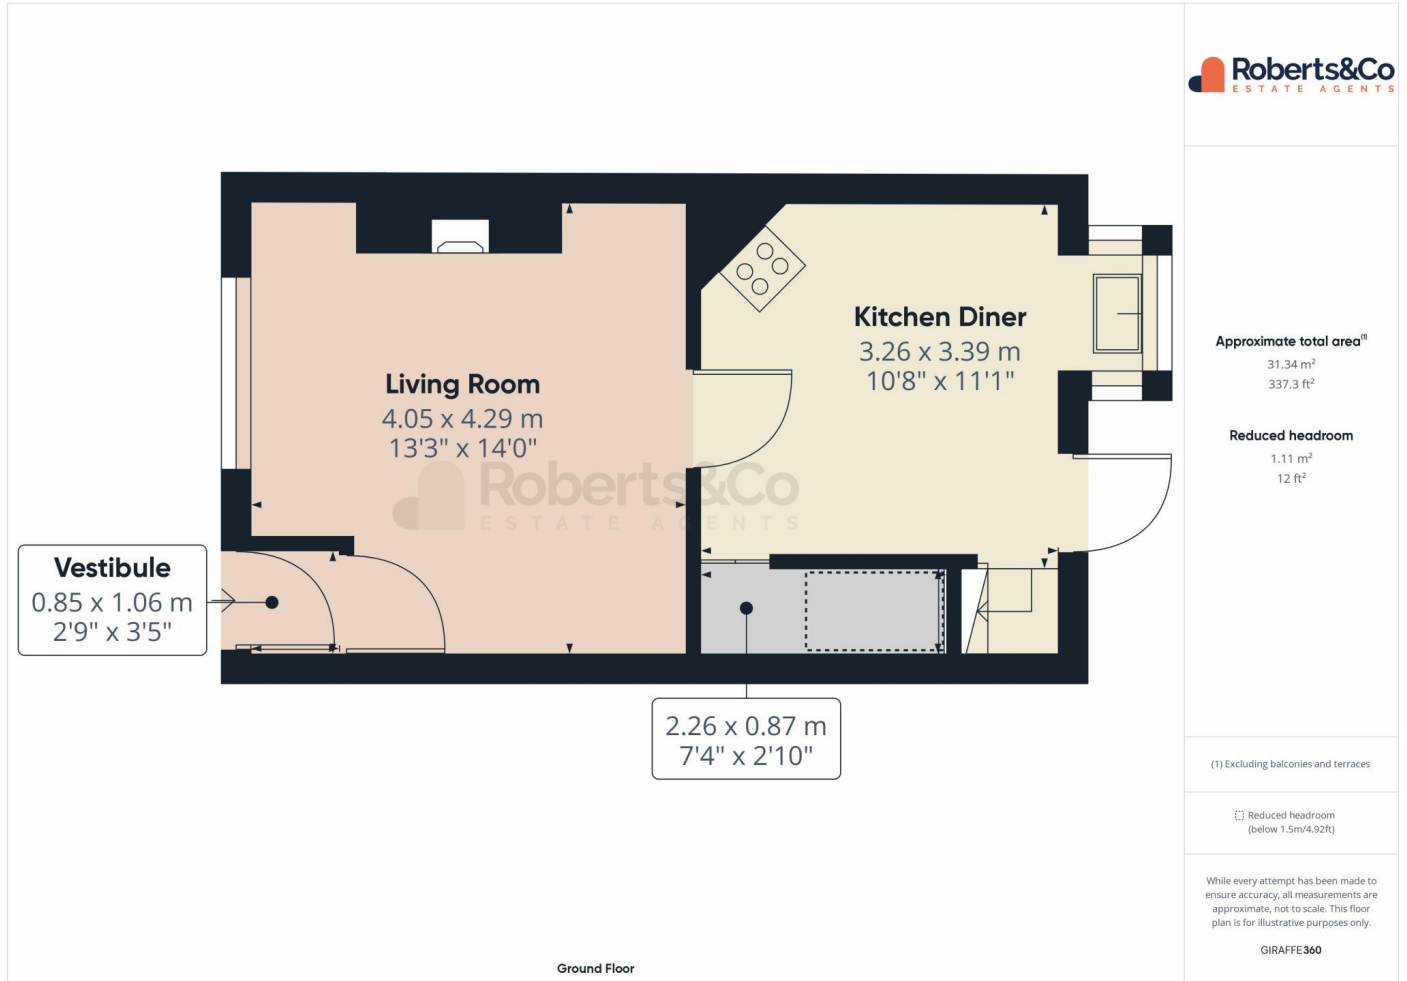 Roberts&Co
ESTATE AGENTS
Living Room
4.05 x 4.29 m
13'3" x 14'0"
Kitchen Diner
3.26 x 3.39 m
10'8" x 11'1"
Roberts&Co
ESTATE AGENTS
Vestibule
0.85 x 1.06 m
2'9" x 3'5"
2.26 x 0.87 m
7'4" x 2'10"
Ground Floor
Approximate total area(1)
31.34 m²
337.3 ft²
Reduced headroom
1.11 m²
12 ft²
(1) Excluding balconies and terraces
Reduced headroom
(below 1.5m/4.92ft)
While every attempt has been made to
ensure accuracy, all measurements are
approximate, not to scale. This floor
plan is for illustrative purposes only.
GIRAFFE360